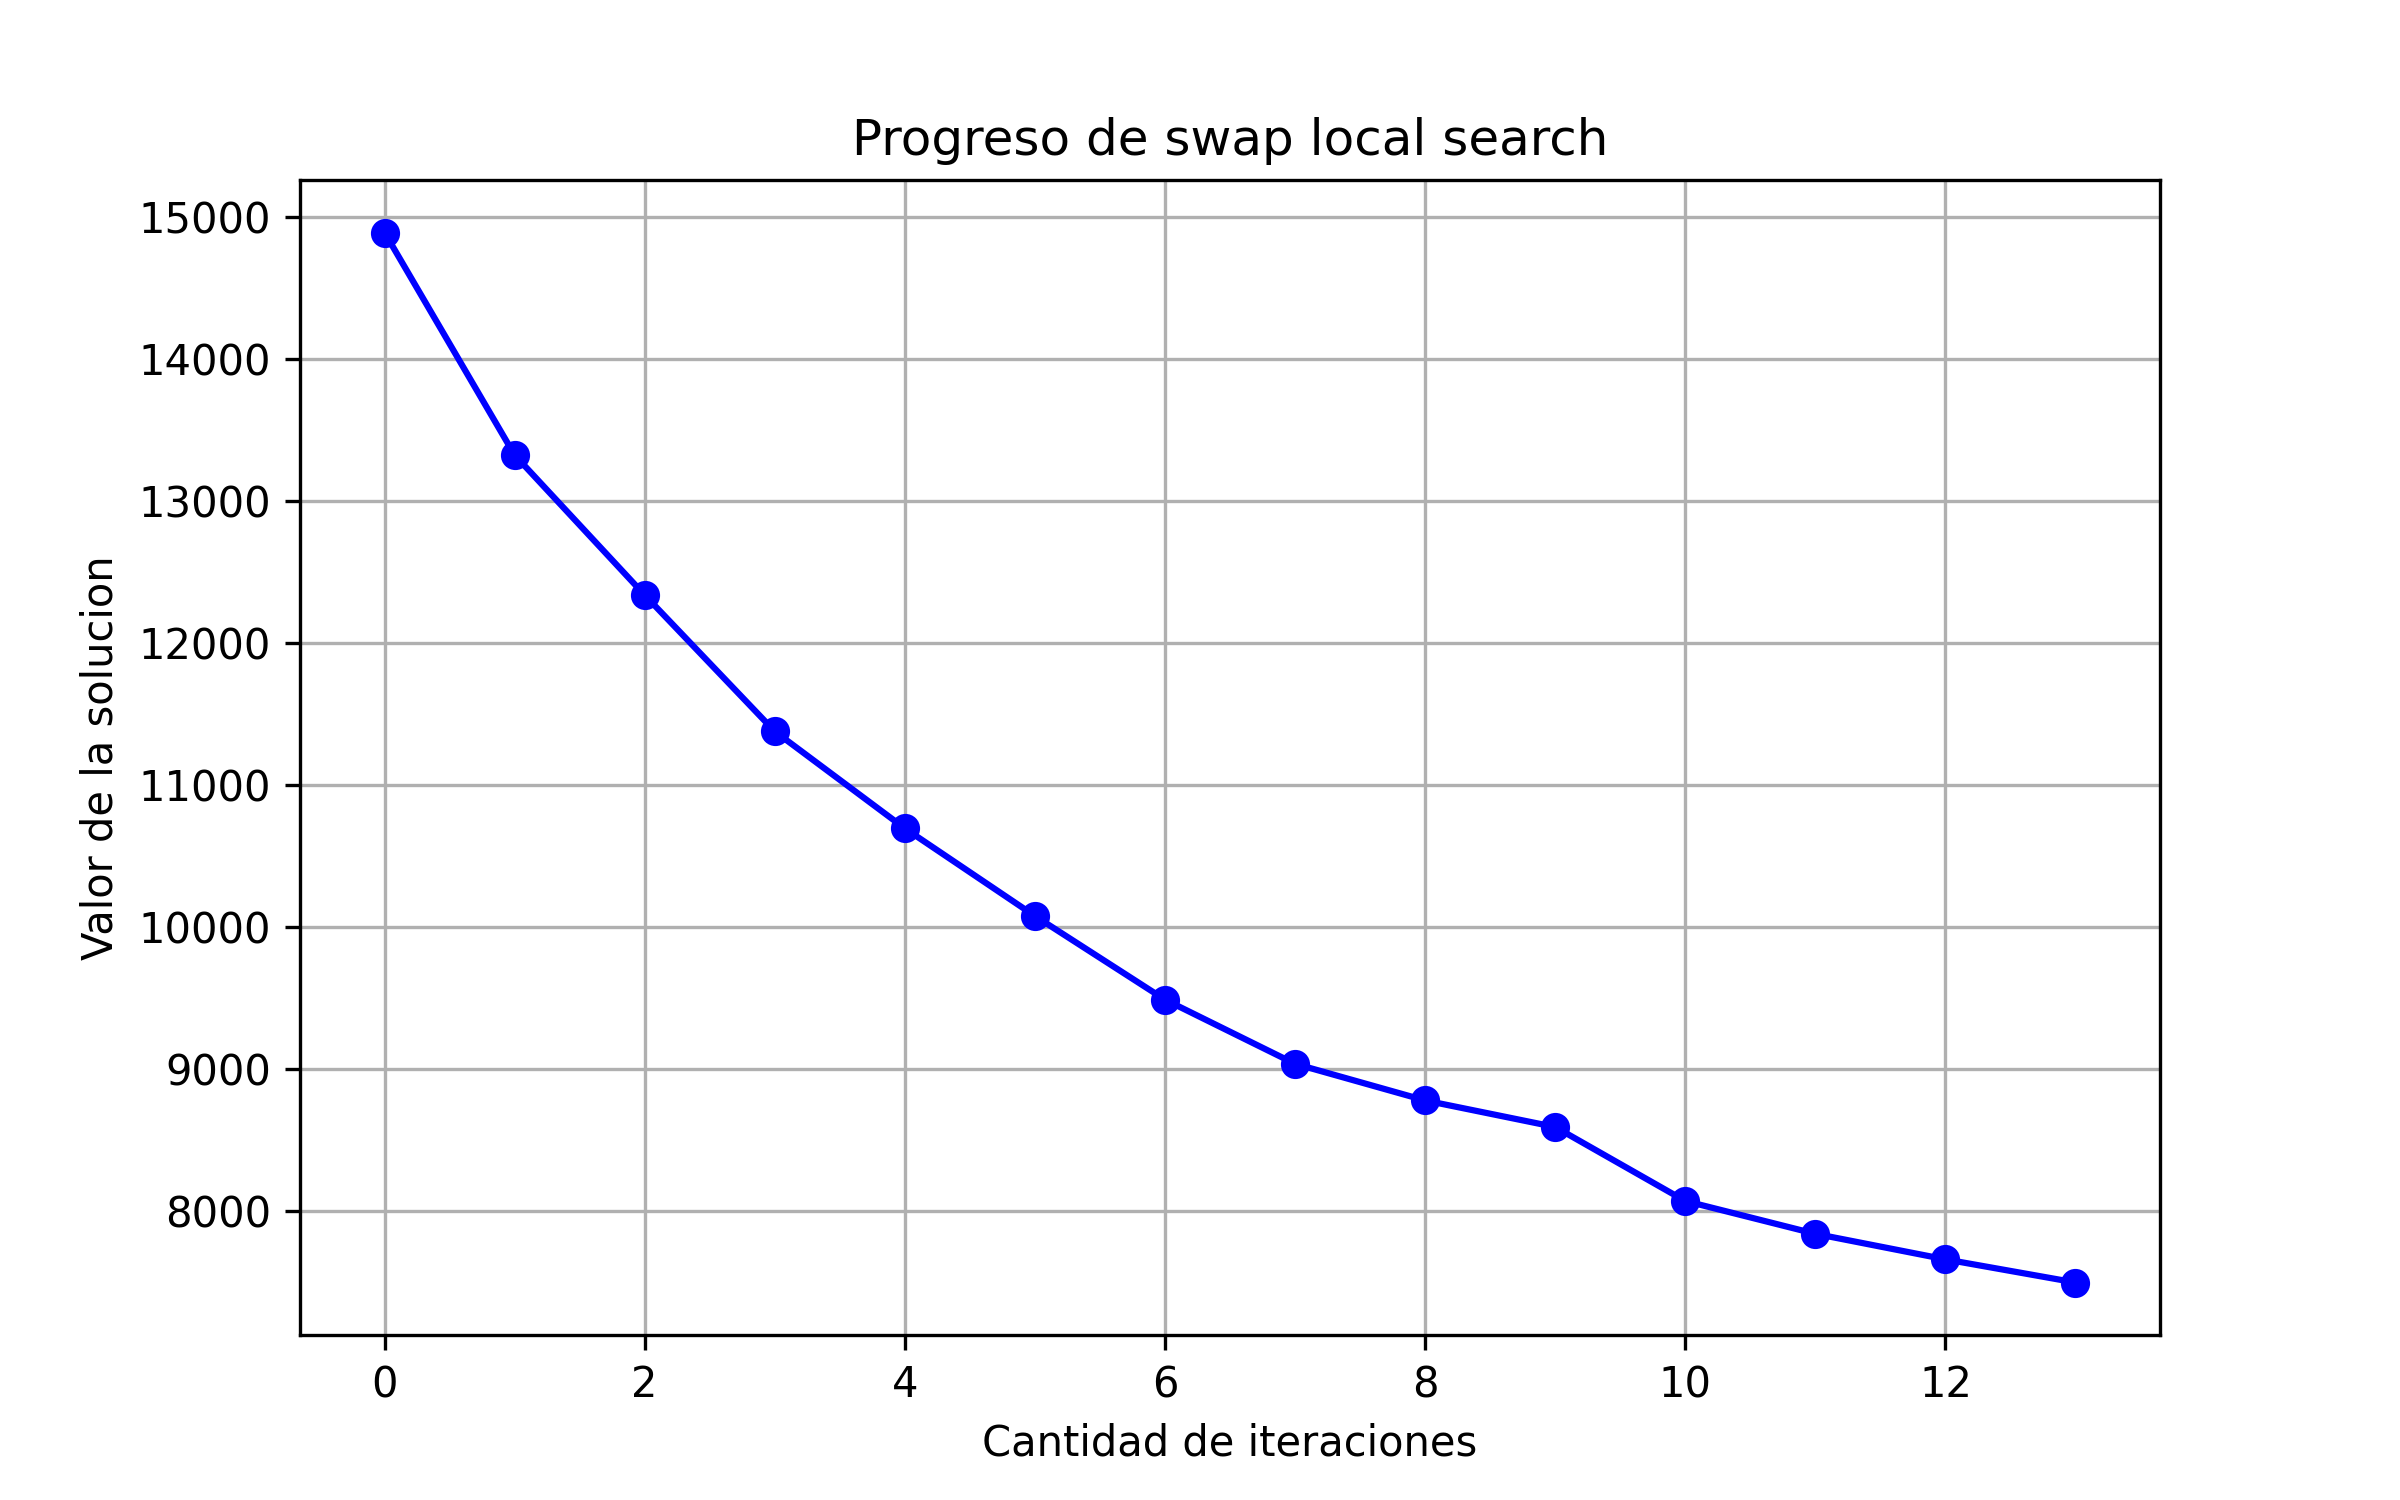 Progreso de swap local search
Valor de la solucion
15000
14000
13000
12000
11000
10000
9000
8000
0 2 4 6 8 10 12
Cantidad de iteraciones